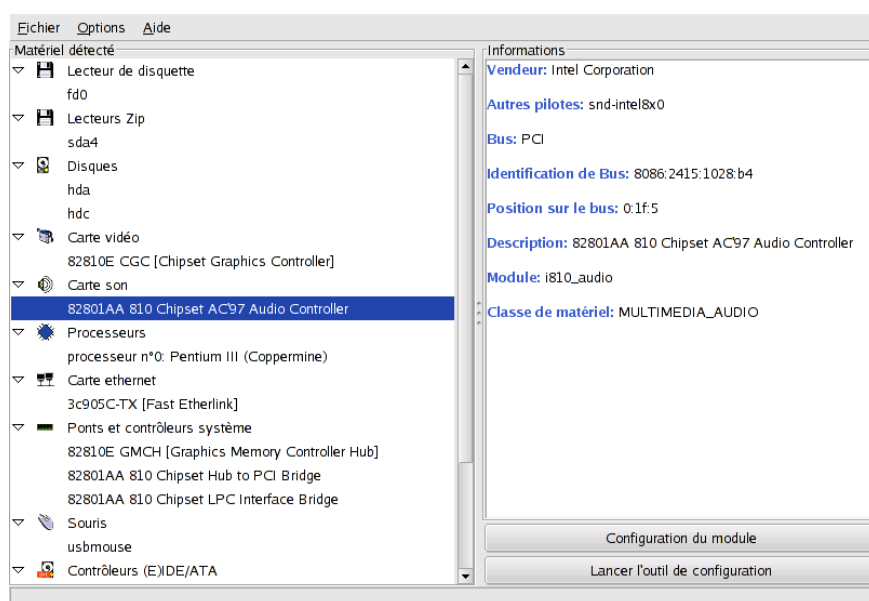 Fichier Options Aide
Matériel détecté
Lecteur de disquette
fd0
Lecteurs Zip
sda4
Disques
hda
hdc
Carte vidéo
82810E CGC [Chipset Graphics Controller]
Carte son
82801AA 810 Chipset AC'97 Audio Controller
Processeurs
processeur n°0: Pentium III (Coppermine)
Carte ethernet
3c905C-TX [Fast Etherlink]
Ponts et contrôleurs système
82810E GMCH [Graphics Memory Controller Hub]
82801AA 810 Chipset Hub to PCI Bridge
82801AA 810 Chipset LPC Interface Bridge
Souris
usbmouse
Contrôleurs (E)IDE/ATA
Informations
Vendeur: Intel Corporation
Autres pilotes: snd-intel8x0
Bus: PCI
Identification de Bus: 8086:2415:1028:b4
Position sur le bus: 0:1f:5
Description: 82801AA 810 Chipset AC'97 Audio Controller
Module: i810_audio
Classe de matériel: MULTIMEDIA_AUDIO
Configuration du module
Lancer l'outil de configuration